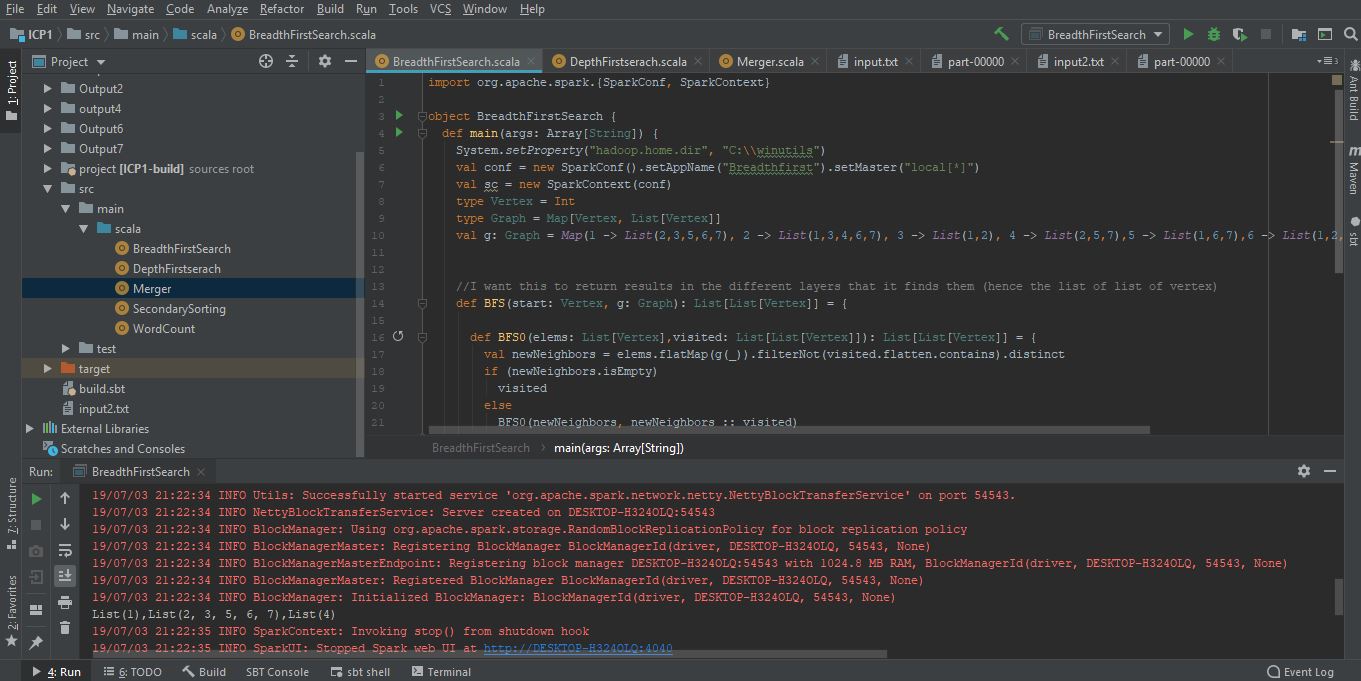 File Edit View Navigate Code Analyze Refactor Build Run Tools VCS Window Help
ICP1 src main scala BreadthFirstSearch.scala BreadthFirstSearch
1: Project
Project
Output2
output4
Output6
Output7
project [ICP1-build] sources root
src
main
scala
BreadthFirstSearch
DepthFirstserach
Merger
SecondarySorting
WordCount
test
target
build.sbt
input2.txt
External Libraries
Scratches and Consoles
BreadthFirstSearch.scala DepthFirstserach.scala Merger.scala input.txt part-00000 input2.txt part-00000
1 import org.apache.spark.{SparkConf, SparkContext}
2
3 object BreadthFirstSearch {
4 def main(args: Array[String]) {
5 System.setProperty("hadoop.home.dir", "C:\\winutils")
6 val conf = new SparkConf().setAppName("Breadthfirst").setMaster("local[*]")
7 val sc = new SparkContext(conf)
8 type Vertex = Int
9 type Graph = Map[Vertex, List[Vertex]]
10 val g: Graph = Map(1 -> List(2,3,5,6,7), 2 -> List(1,3,4,6,7), 3 -> List(1,2), 4 -> List(2,5,7),5 -> List(1,6,7),6 -> List(1,2,
11
12
13 //I want this to return results in the different layers that it finds them (hence the list of list of vertex)
14 def BFS(start: Vertex, g: Graph): List[List[Vertex]] = {
15
16 def BFS0(elems: List[Vertex],visited: List[List[Vertex]]): List[List[Vertex]] = {
17 val newNeighbors = elems.flatMap(g(_)).filterNot(visited.flatten.contains).distinct
18 if (newNeighbors.isEmpty)
19 visited
20 else
21 BFS0(newNeighbors, newNeighbors :: visited)
BreadthFirstSearch main(args: Array[String])
Ant Build
Maven
sbt
Run: BreadthFirstSearch
19/07/03 21:22:34 INFO Utils: Successfully started service 'org.apache.spark.network.netty.NettyBlockTransferService' on port 54543.
19/07/03 21:22:34 INFO NettyBlockTransferService: Server created on DESKTOP-H324OLQ:54543
19/07/03 21:22:34 INFO BlockManager: Using org.apache.spark.storage.RandomBlockReplicationPolicy for block replication policy
19/07/03 21:22:34 INFO BlockManagerMaster: Registering BlockManager BlockManagerId(driver, DESKTOP-H324OLQ, 54543, None)
19/07/03 21:22:34 INFO BlockManagerMasterEndpoint: Registering block manager DESKTOP-H324OLQ:54543 with 1024.8 MB RAM, BlockManagerId(driver, DESKTOP-H324OLQ, 54543, None)
19/07/03 21:22:34 INFO BlockManagerMaster: Registered BlockManager BlockManagerId(driver, DESKTOP-H324OLQ, 54543, None)
19/07/03 21:22:34 INFO BlockManager: Initialized BlockManager: BlockManagerId(driver, DESKTOP-H324OLQ, 54543, None)
List(1),List(2, 3, 5, 6, 7),List(4)
19/07/03 21:22:35 INFO SparkContext: Invoking stop() from shutdown hook
19/07/03 21:22:35 INFO SparkUI: Stopped Spark web UI at http://DESKTOP-H324OLQ:4040
7: Structure
2: Favorites
4: Run 6: TODO Build SBT Console sbt shell Terminal Event Log